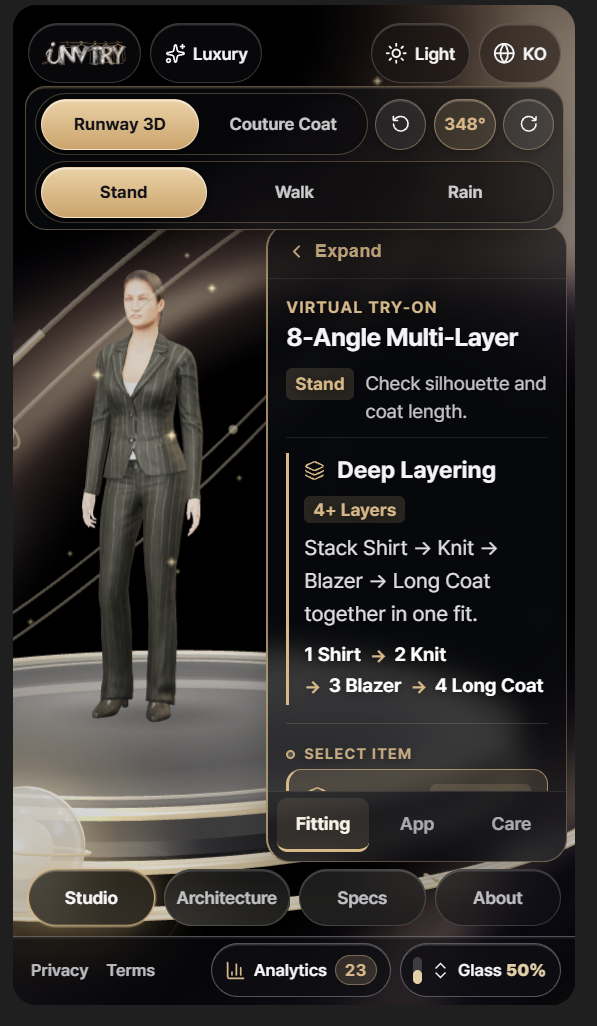 iNVTRY
Luxury
Light
KO
Runway 3D
Couture Coat
348°
Stand
Walk
Rain
Expand
VIRTUAL TRY-ON
8-Angle Multi-Layer
Stand
Check silhouette and
coat length.
Deep Layering
4+ Layers
Stack Shirt → Knit →
Blazer → Long Coat
together in one fit.
1 Shirt → 2 Knit
→ 3 Blazer → 4 Long Coat
SELECT ITEM
Fitting
App
Care
Studio
Architecture
Specs
About
Privacy
Terms
Analytics
23
Glass 50%